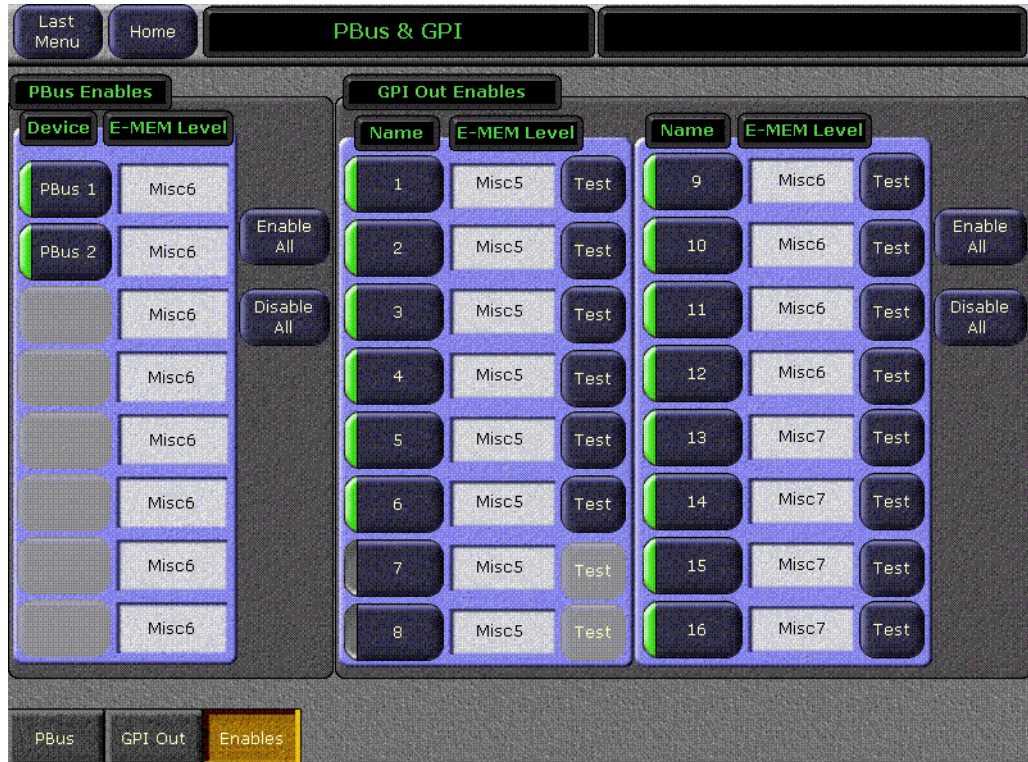 Last Menu Home PBus & GPI
PBus Enables GPI Out Enables
Device E-MEM Level Name E-MEM Level Name E-MEM Level
PBus 1 Misc6 1 Misc5 Test 9 Misc6 Test
PBus 2 Misc6 Enable All 2 Misc5 Test 10 Misc6 Test Enable All
Misc6 Disable All 3 Misc5 Test 11 Misc6 Test Disable All
Misc6 4 Misc5 Test 12 Misc6 Test
Misc6 5 Misc5 Test 13 Misc7 Test
Misc6 6 Misc5 Test 14 Misc7 Test
Misc6 7 Misc5 Test 15 Misc7 Test
Misc6 8 Misc5 Test 16 Misc7 Test
PBus GPI Out Enables